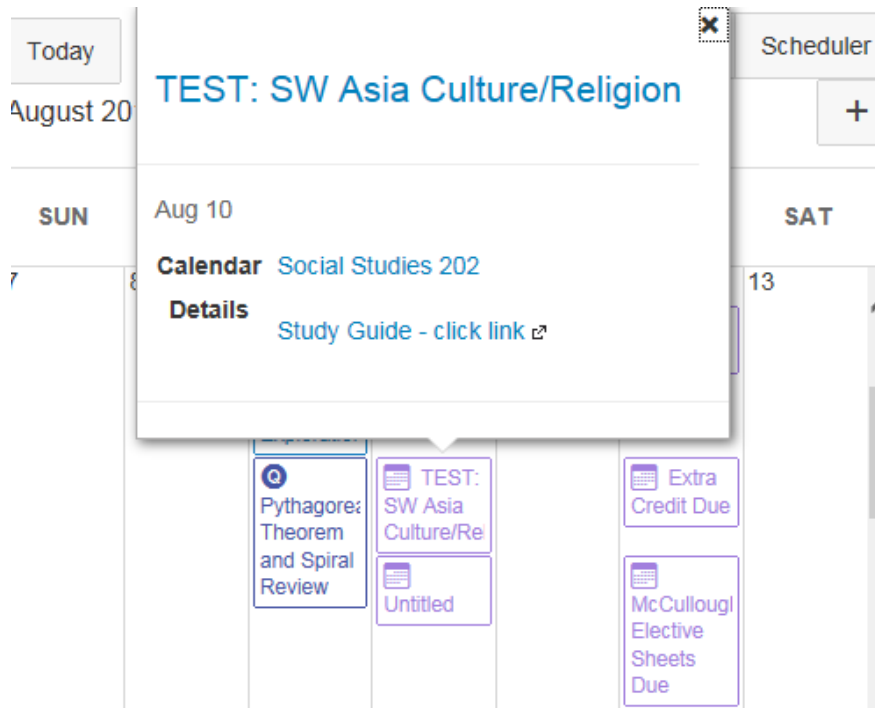 Today
Scheduler
TEST: SW Asia Culture/Religion
August 20
+
SUN
SAT
Aug 10
Calendar Social Studies 202
Details
Study Guide - click link
7
8
13
Q
Pythagorea
Theorem
and Spiral
Review
TEST:
SW Asia
Culture/Re
Untitled
Extra
Credit Due
McCullough
Elective
Sheets
Due